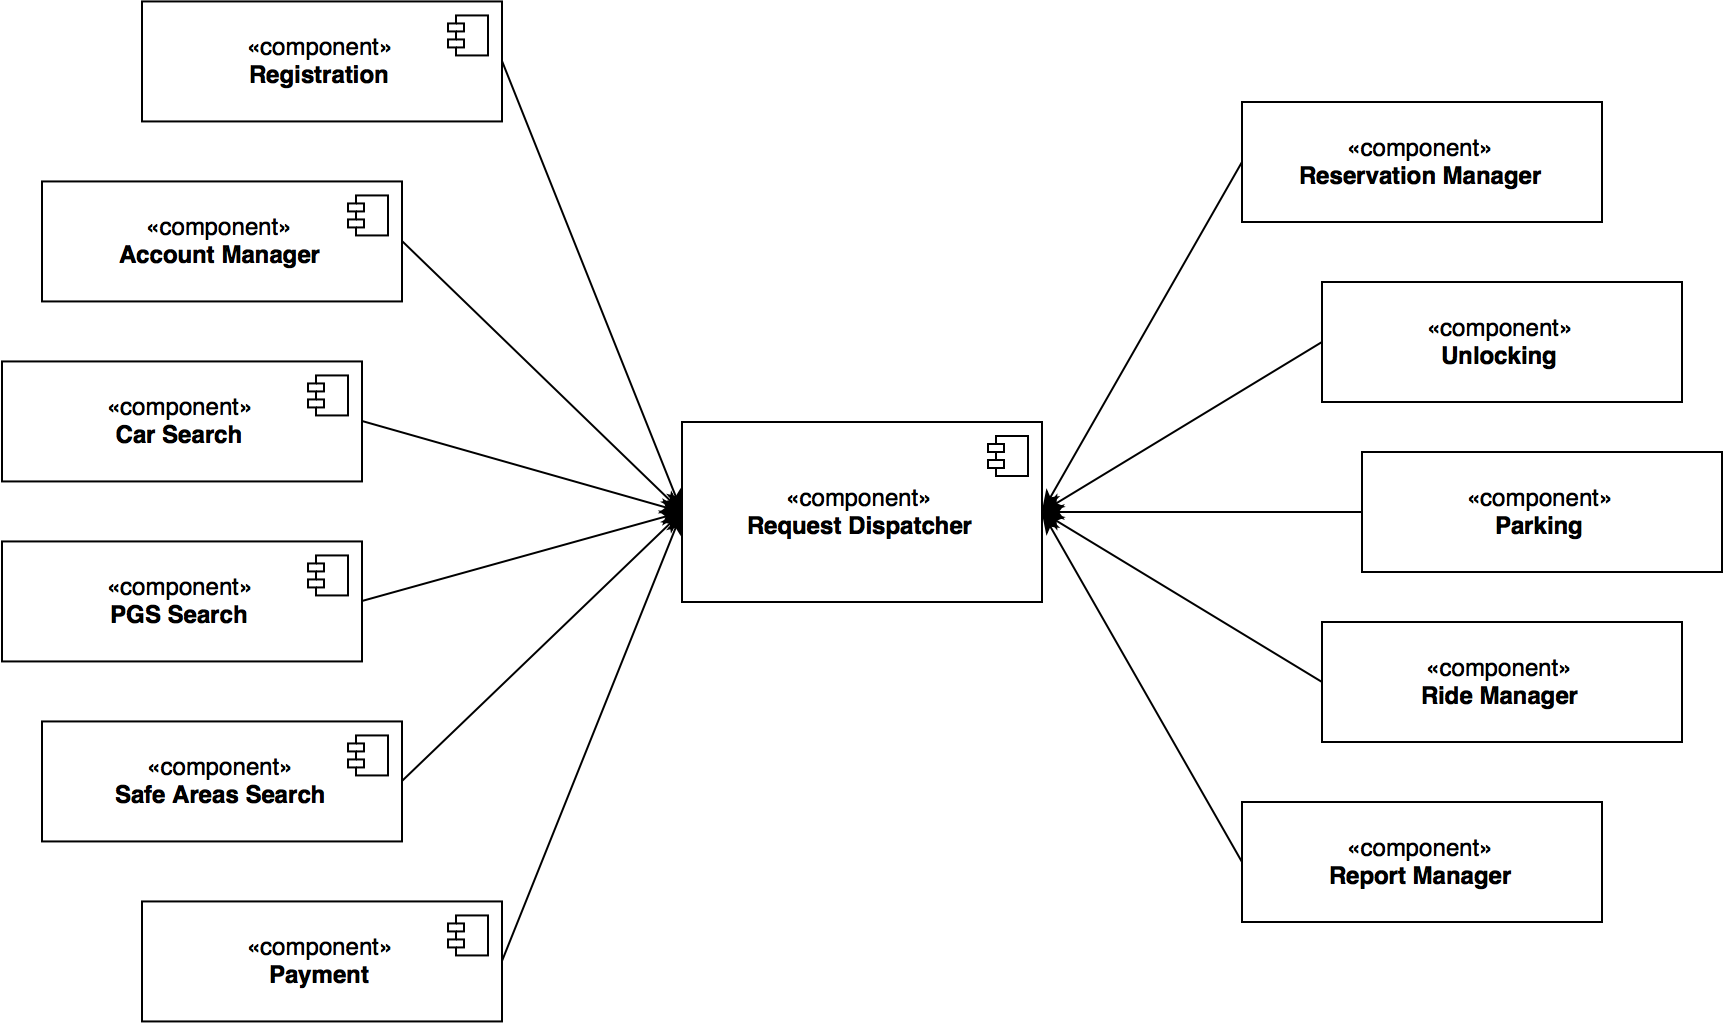 «component»
Registration
«component»
Account Manager
«component»
Car Search
«component»
PGS Search
«component»
Safe Areas Search
«component»
Payment
«component»
Request Dispatcher
«component»
Reservation Manager
«component»
Unlocking
«component»
Parking
«component»
Ride Manager
«component»
Report Manager